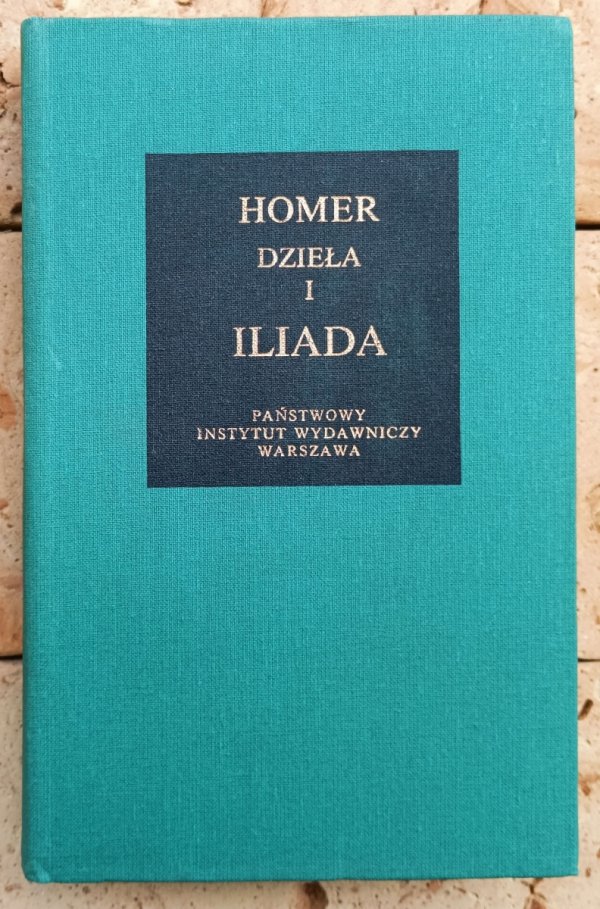 HOMER
DZIEŁA
I
ILIADA
PAŃSTWOWY
INSTYTUT WYDAWNICZY
WARSZAWA